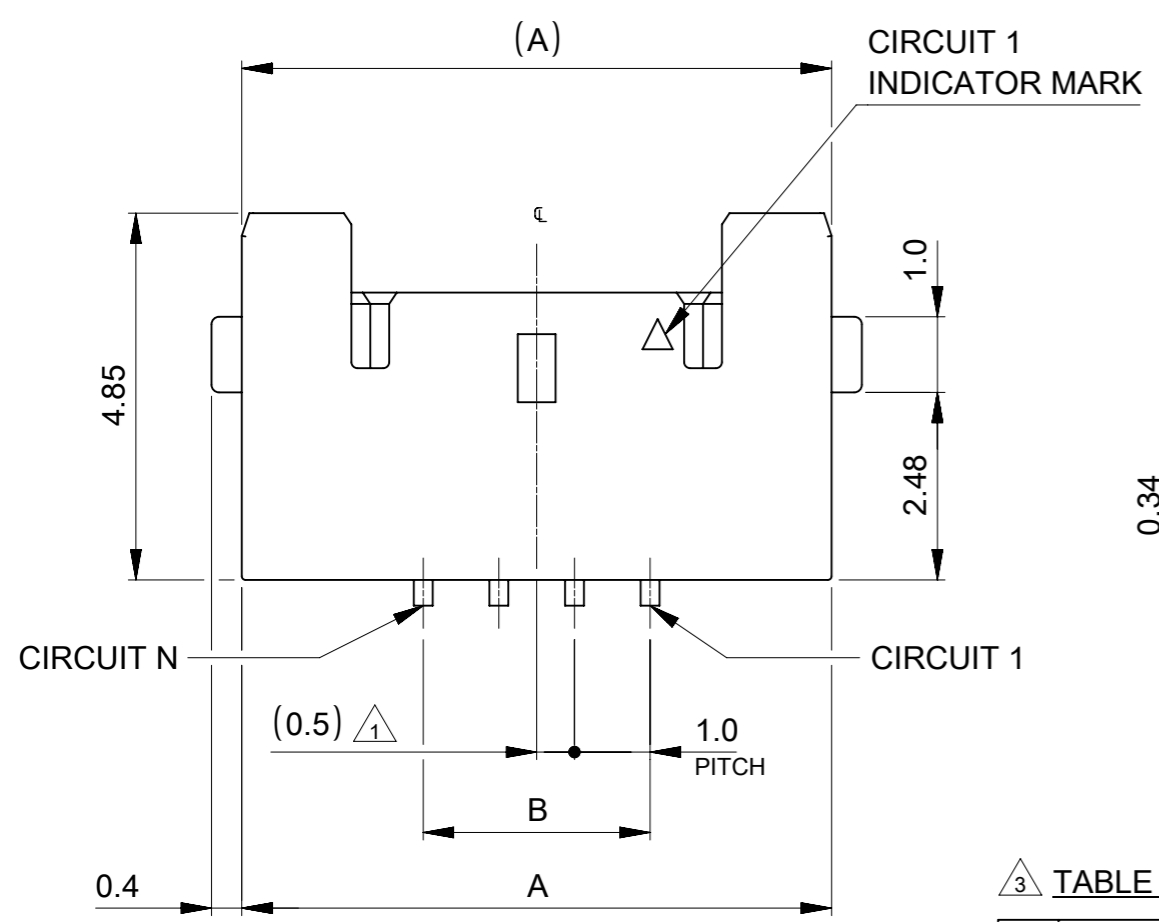 (A)
CIRCUIT 1
INDICATOR MARK
℄
1.0
4.85
2.48
0.34
CIRCUIT N
CIRCUIT 1
(0.5) 1
1.0
PITCH
B
0.4
A
3 TABLE